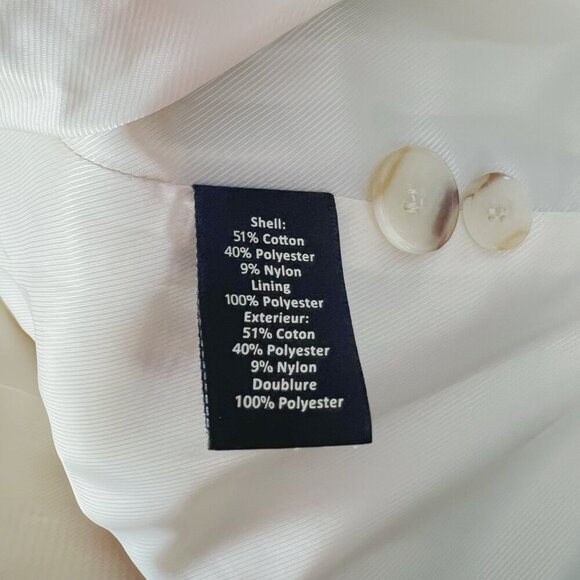 Shell:
51% Cotton
40% Polyester
9% Nylon
Lining
100% Polyester
Exterieur:
51% Coton
40% Polyester
9% Nylon
Doublure
100% Polyester